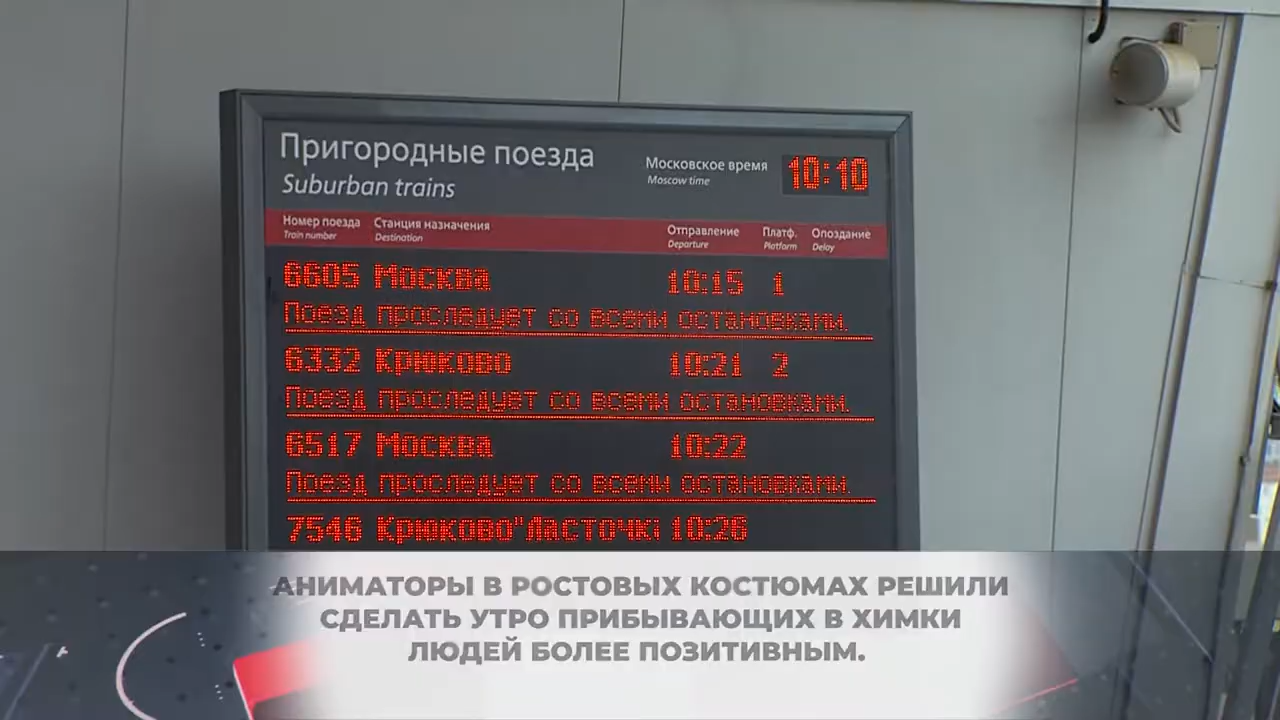 Пригородные поезда
Suburban trains
Московское время
Moscow time
10:10
Номер поезда Станция назначения Отправление Платф. Опоздание
Train number Destination Departure Platform Delay
6605 Москва 10:15 1
Поезд проследует со всеми остановками.
6332 Крюково 10:21 2
Поезд проследует со всеми остановками.
6517 Москва 10:22
Поезд проследует со всеми остановками.
7546 Крюково"Ласточка 10:26
АНИМАТОРЫ В РОСТОВЫХ КОСТЮМАХ РЕШИЛИ
СДЕЛАТЬ УТРО ПРИБЫВАЮЩИХ В ХИМКИ
ЛЮДЕЙ БОЛЕЕ ПОЗИТИВНЫМ.